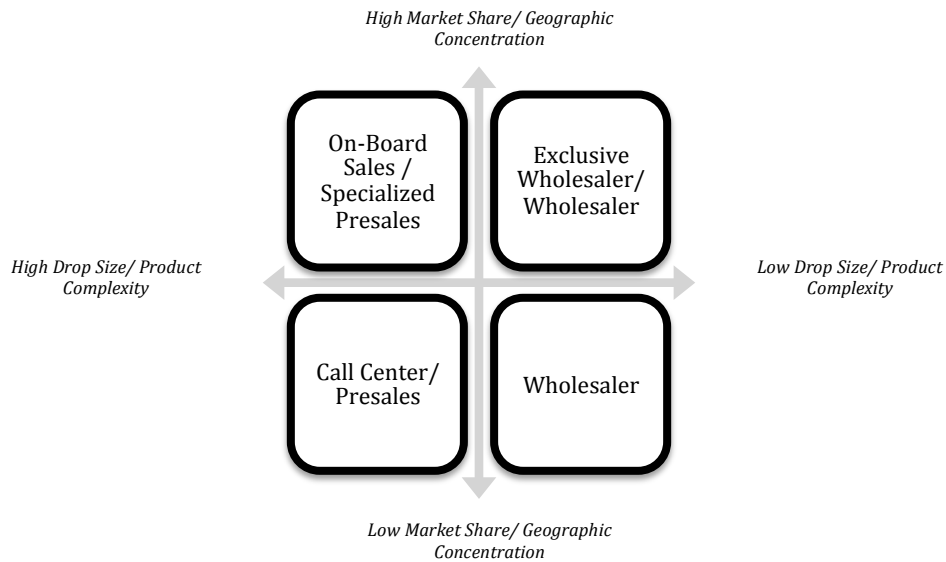 High Market Share/ Geographic
Concentration
On-Board
Sales /
Specialized
Presales
Exclusive
Wholesaler/
Wholesaler
High Drop Size/ Product
Complexity
Low Drop Size/ Product
Complexity
Call Center/
Presales
Wholesaler
Low Market Share/ Geographic
Concentration